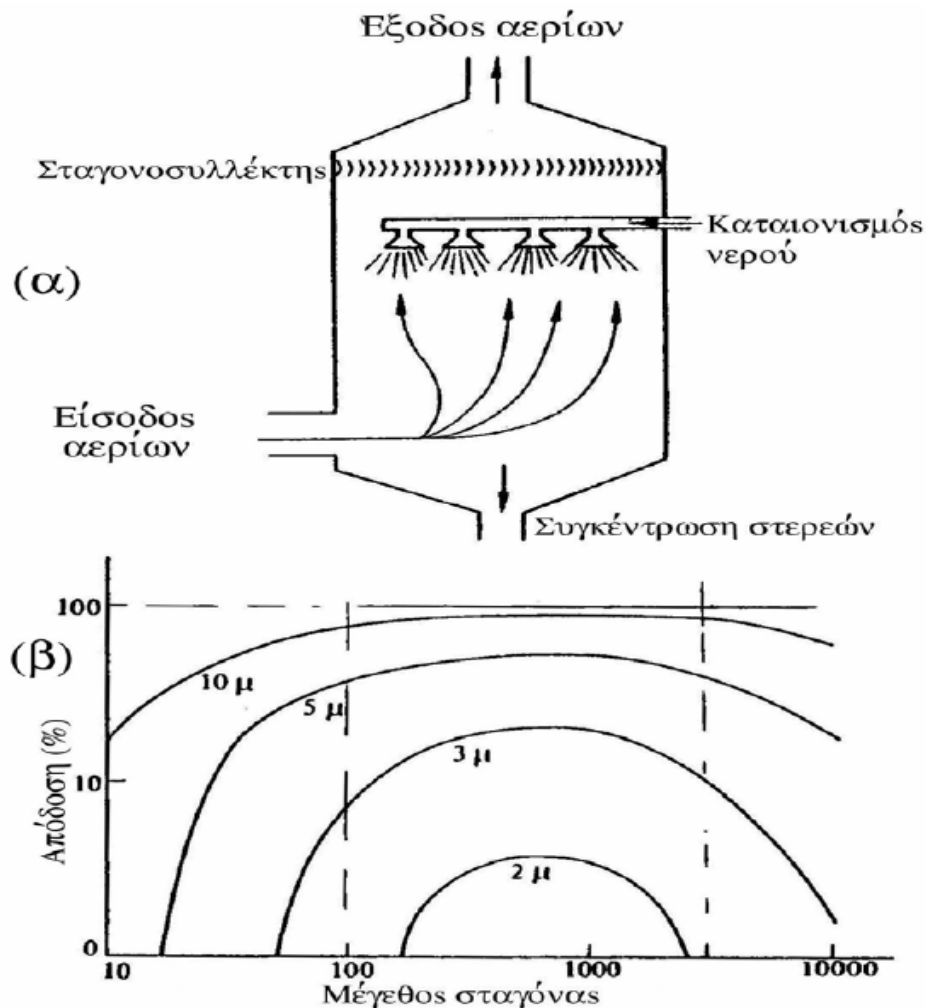 Έξοδος αερίων
Σταγονοσυλλέκτης
Καταιονισμός
νερού
(α)
Είσοδος
αερίων
Συγκέντρωση στερεών
(β)
Απόδοση (%)
100
10
0
10 μ
5 μ
3 μ
2 μ
10
100
1000
10000
Μέγεθος σταγόνας